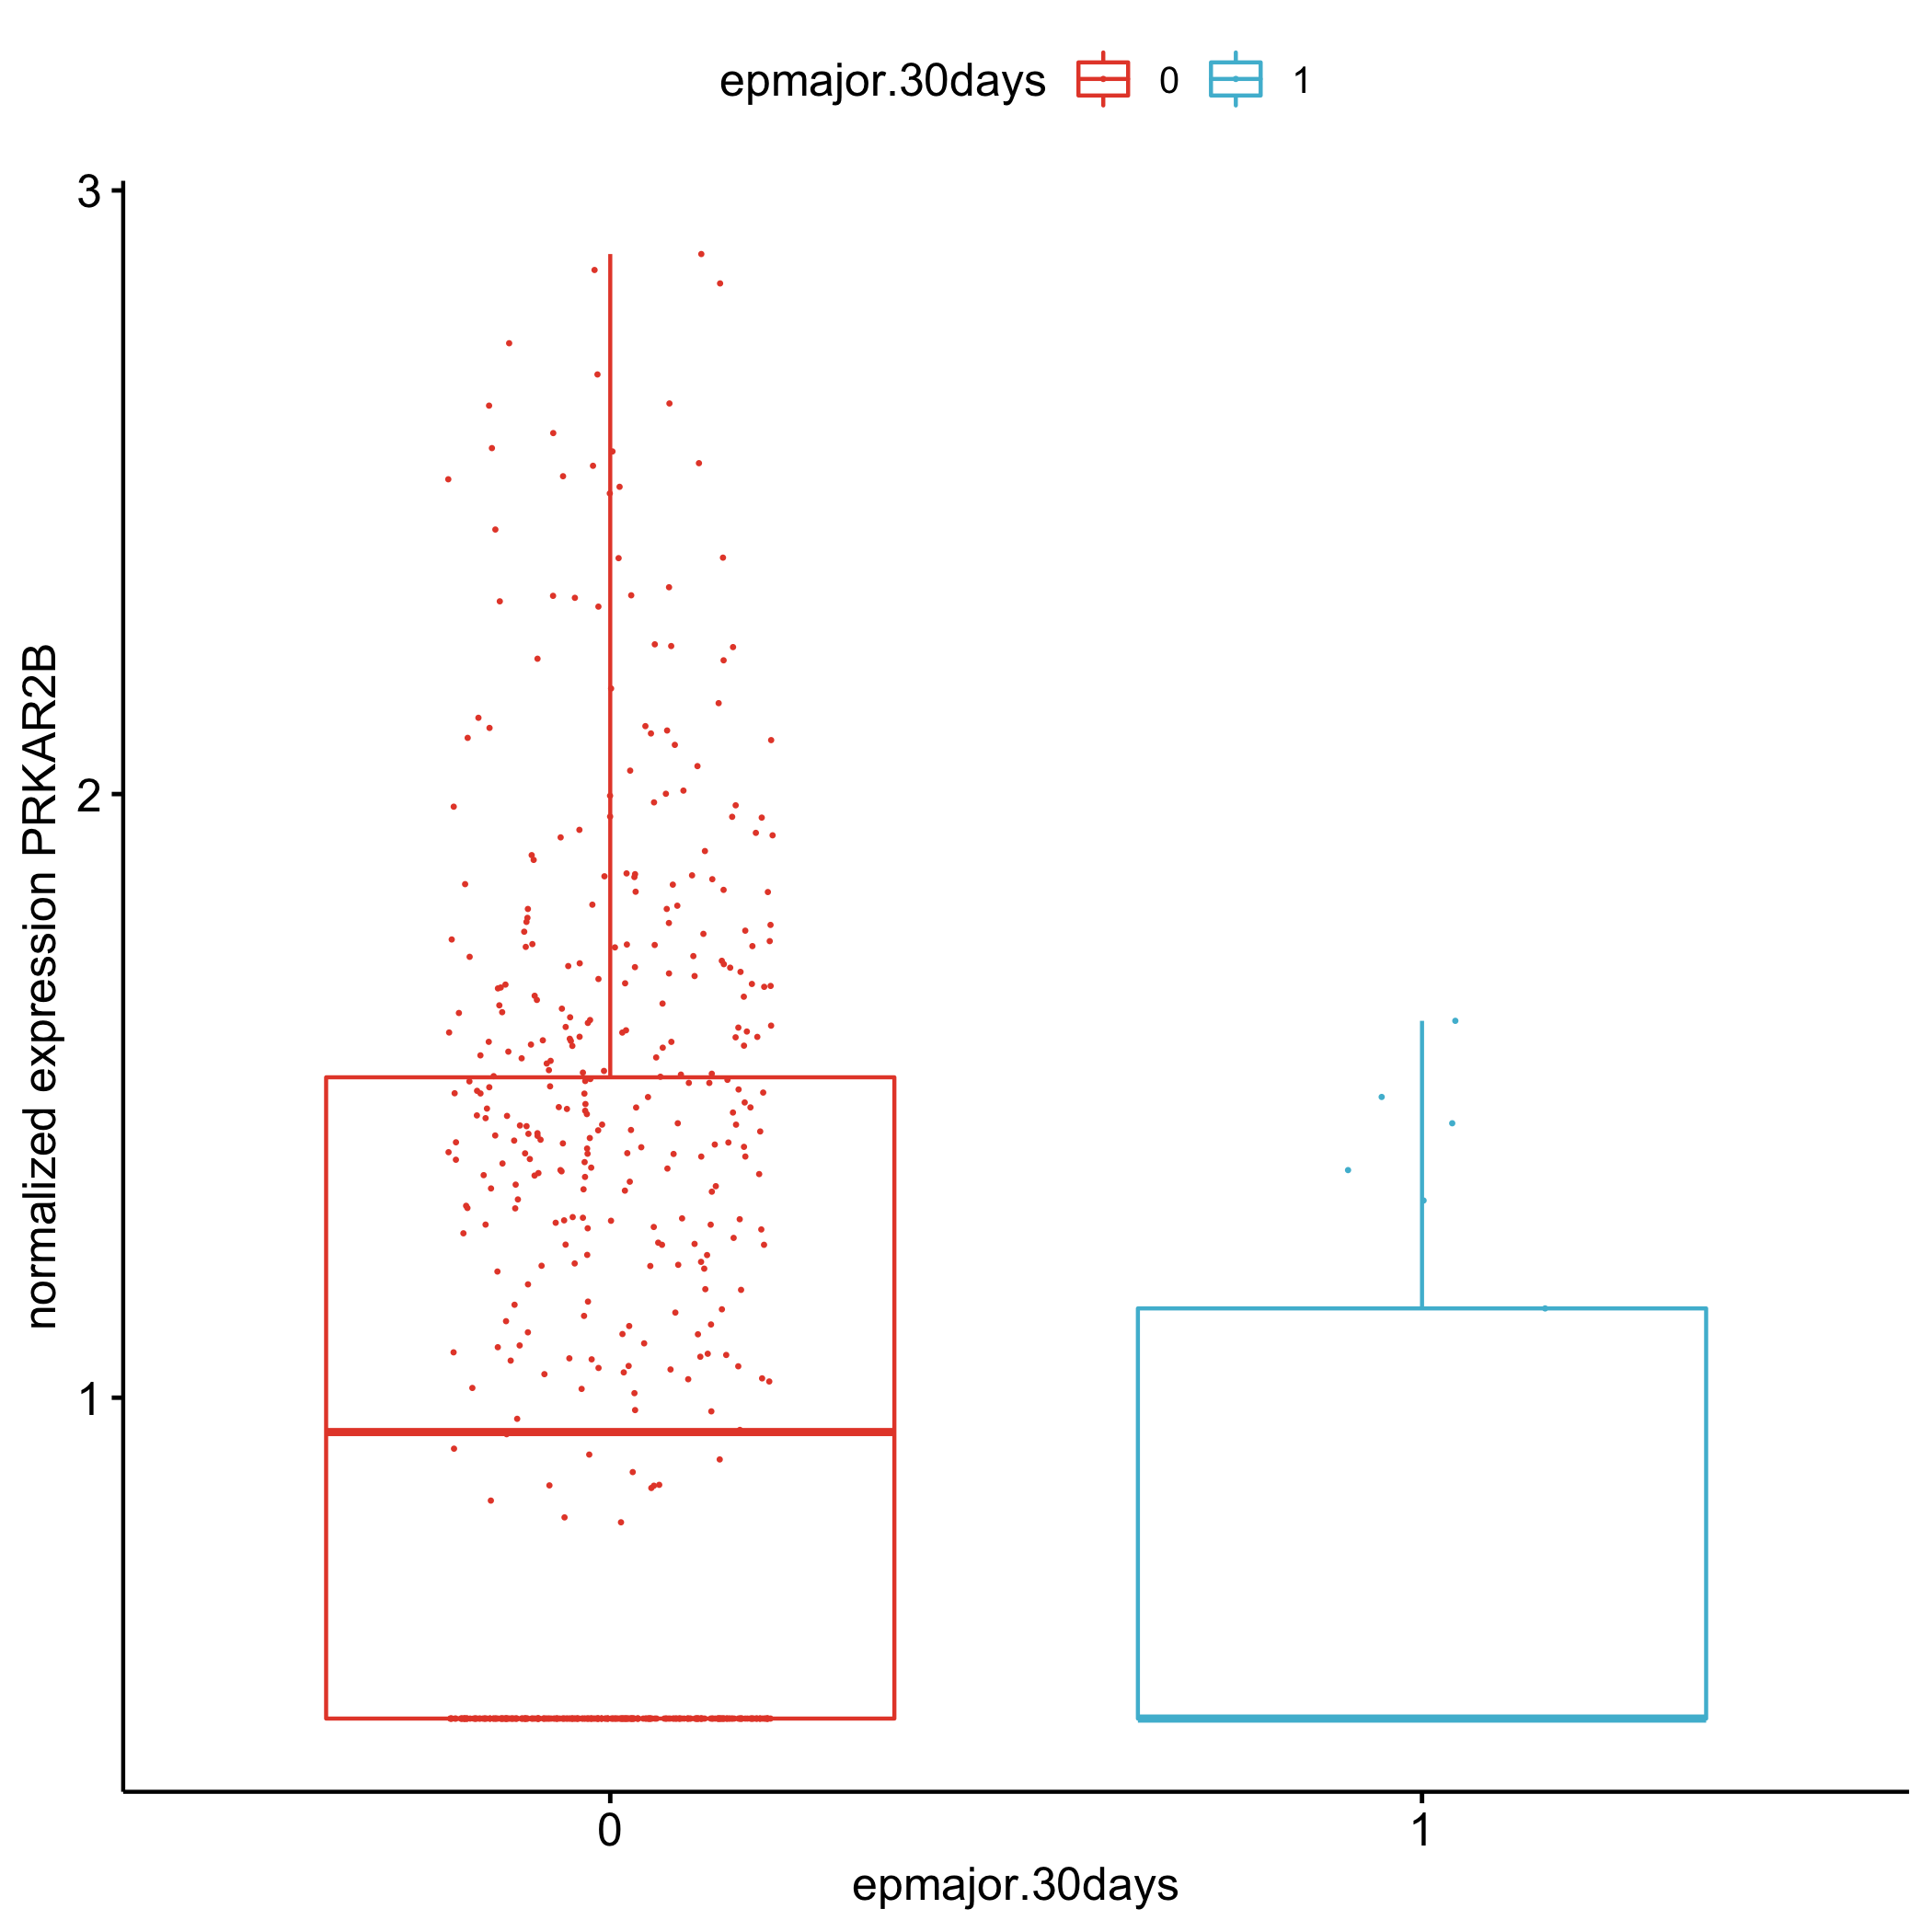 epmajor.30days 0 1
3
2
1
normalized expression PRKAR2B
0 1
epmajor.30days